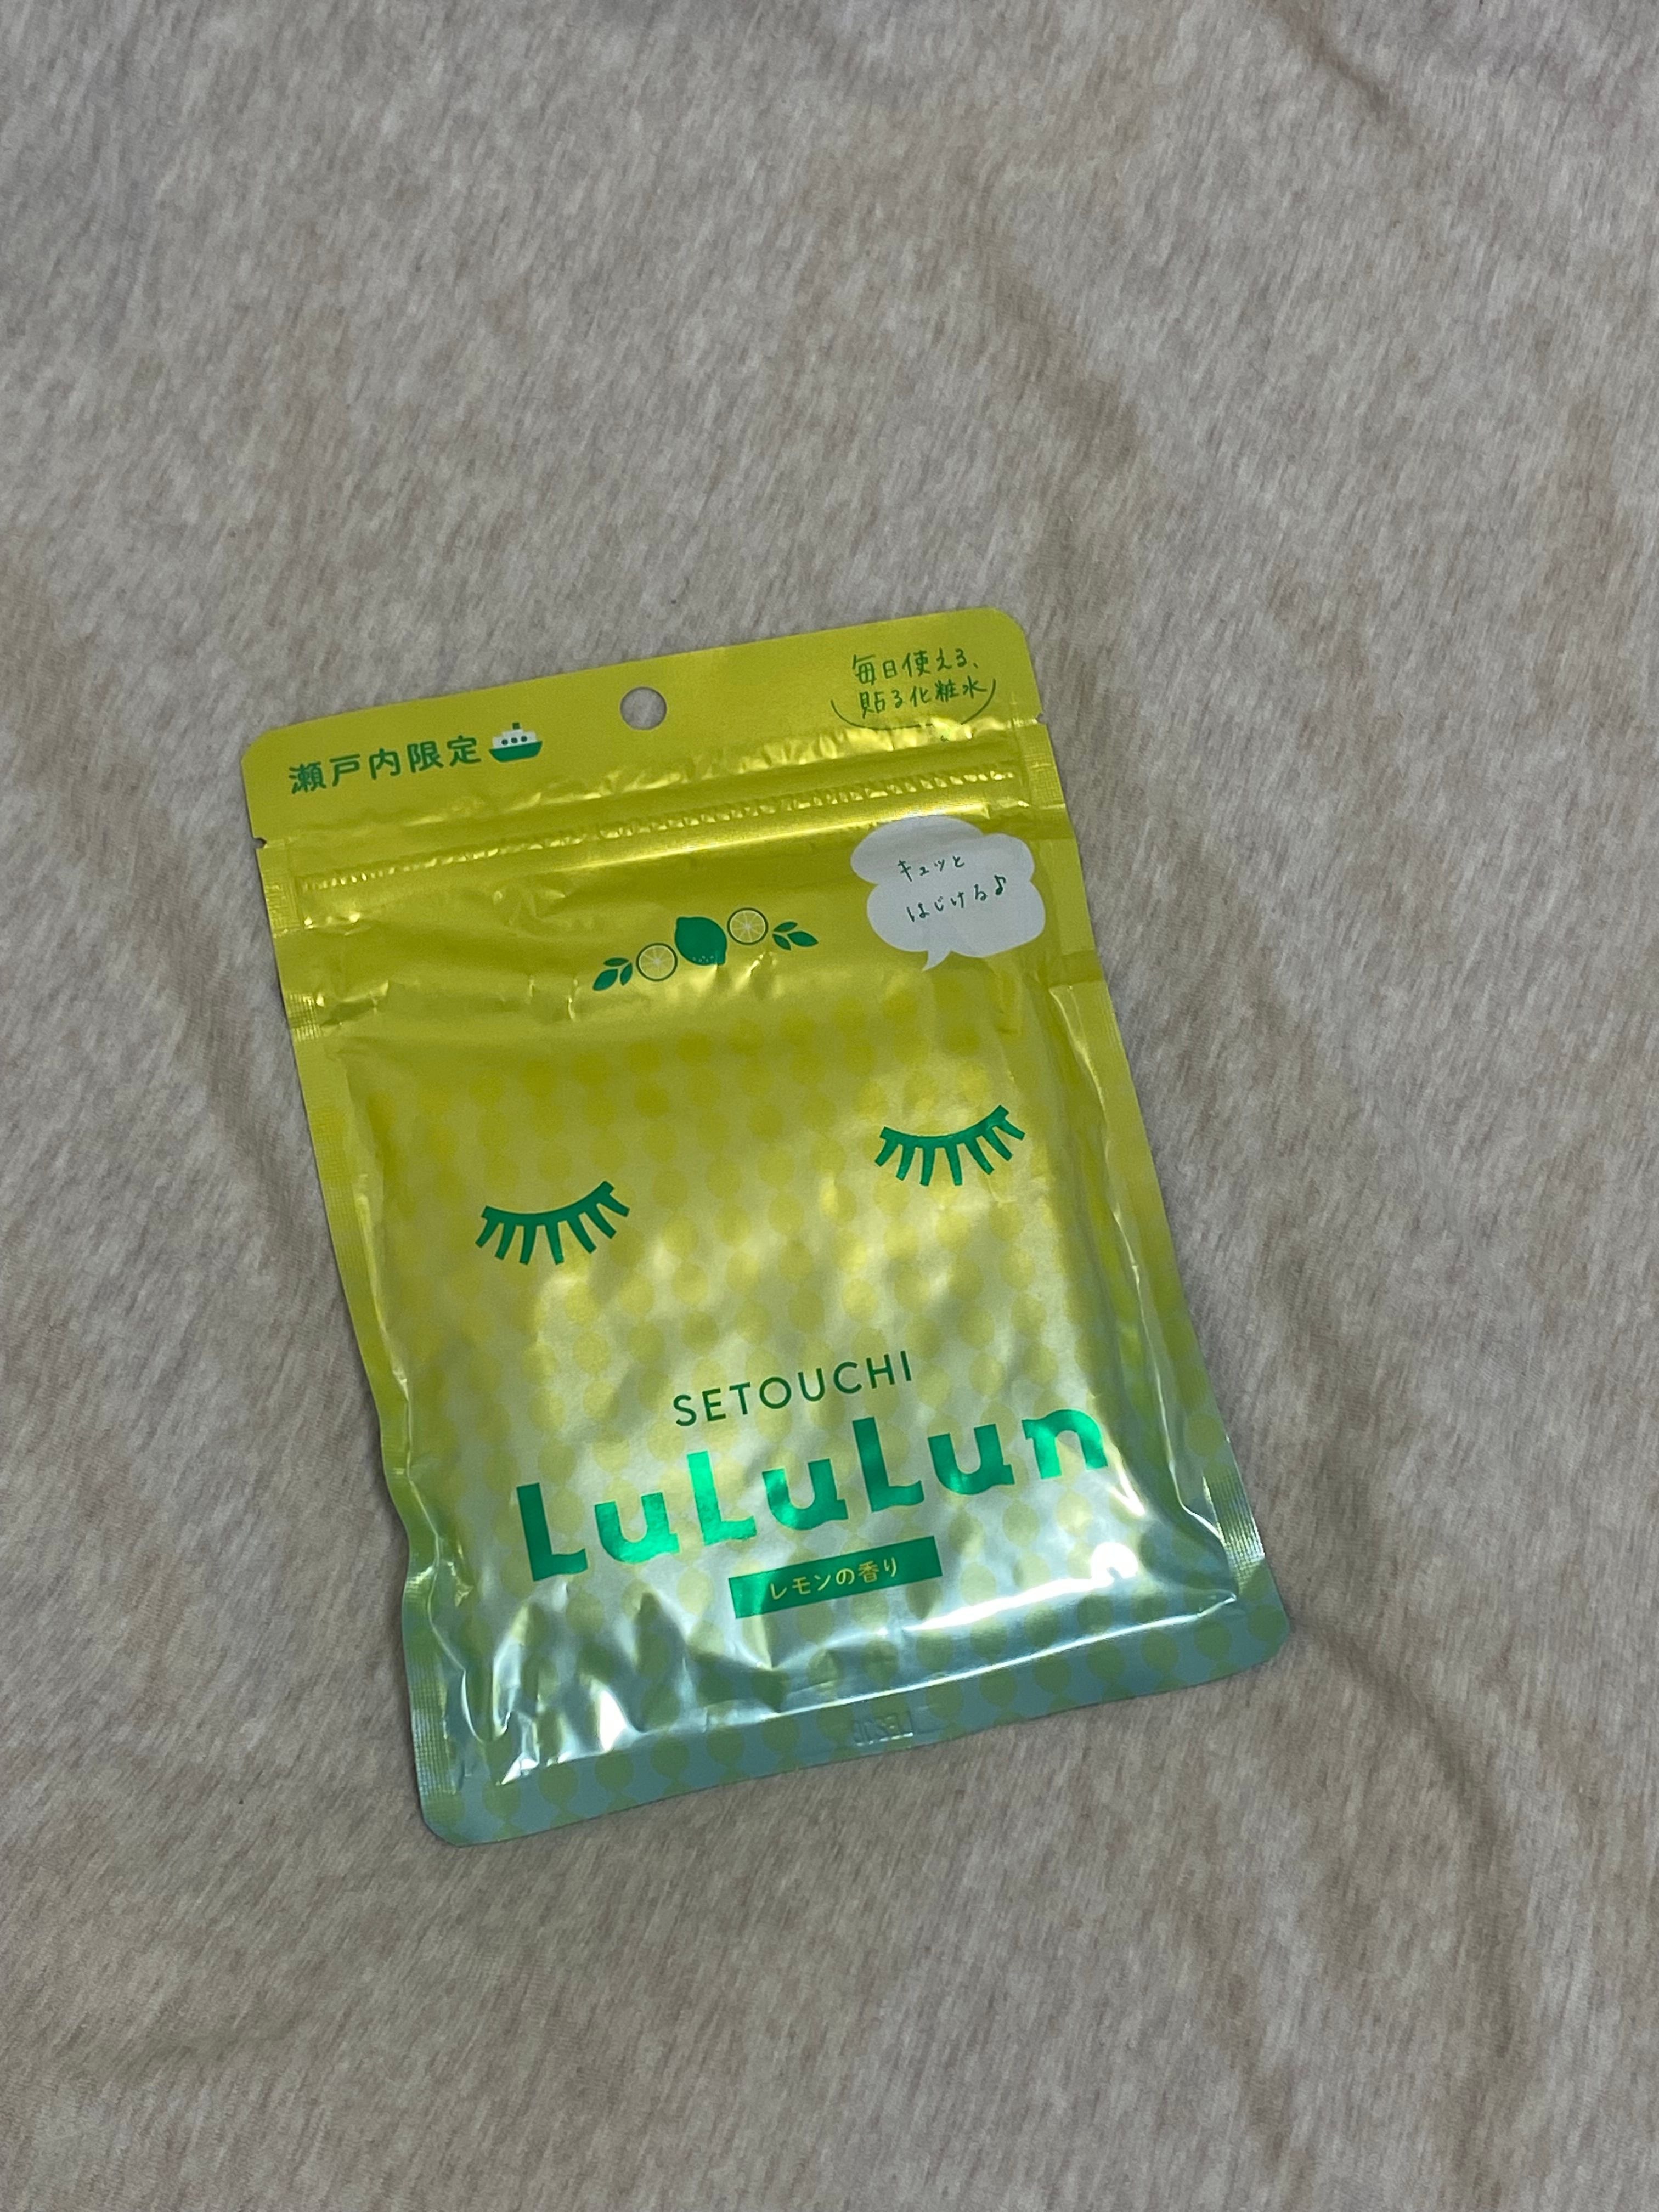 瀬戸内限定
毎日使える、
貼る化粧水
キュッと
はじける♪
SETOUCHI
LuLuLun
レモンの香り